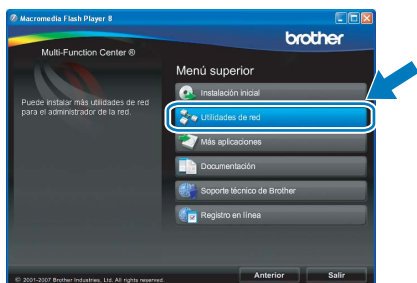 Macromedia Flash Player 8
brother
Multi-Function Center ®
Menú superior
Instalación inicial
Puede instalar más utilidades de red
para el administrador de la red.
Utilidades de red
Más aplicaciones
Documentación
Soporte técnico de Brother
Registro en línea
© 2001-2007 Brother Industries, Ltd. All rights reserved.
Anterior
Salir